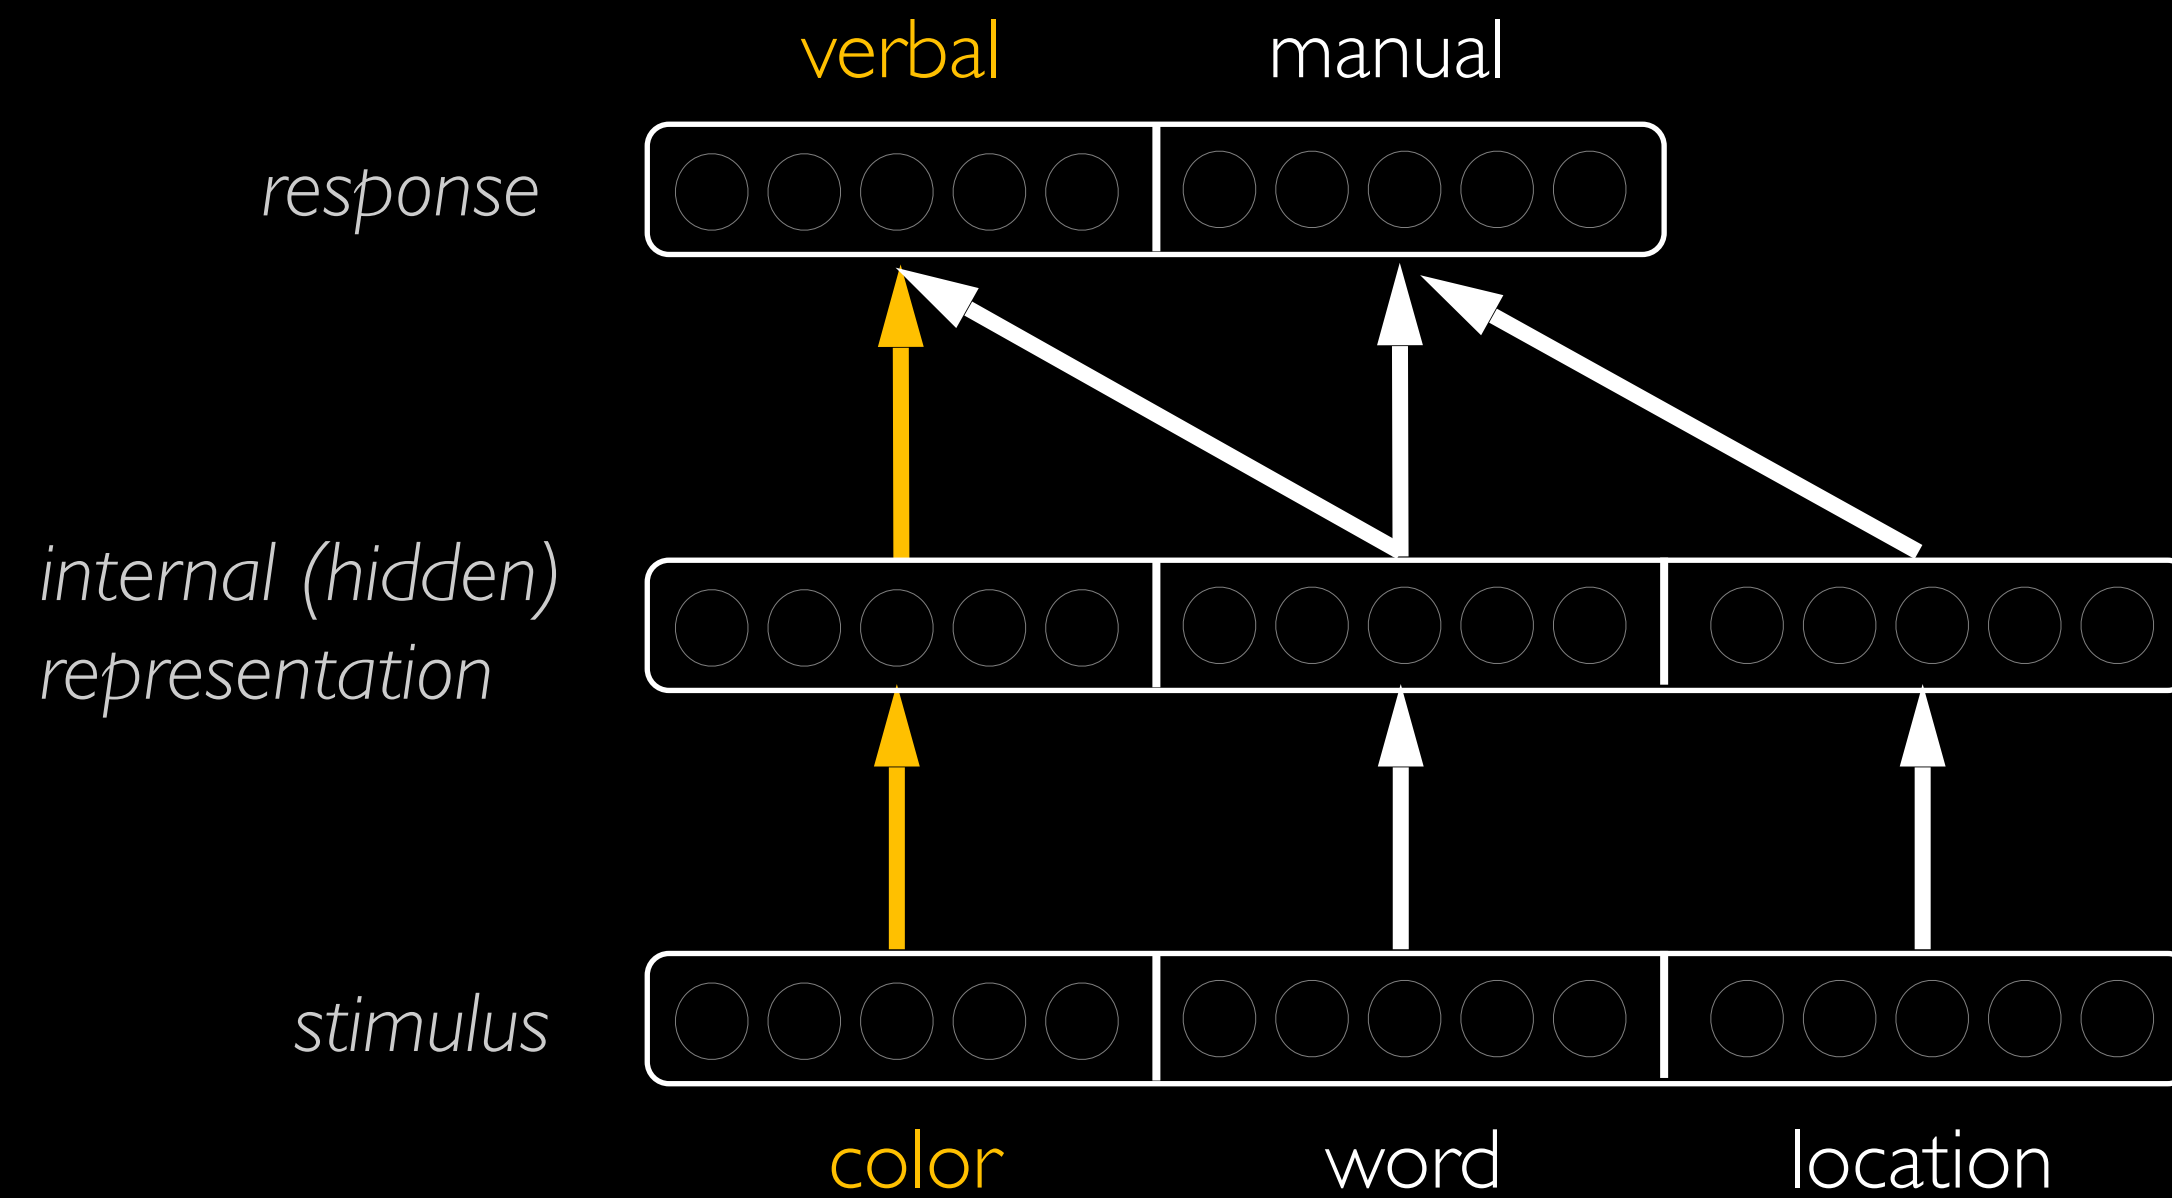 verbal manual
response
internal (hidden)
representation
stimulus
color word location